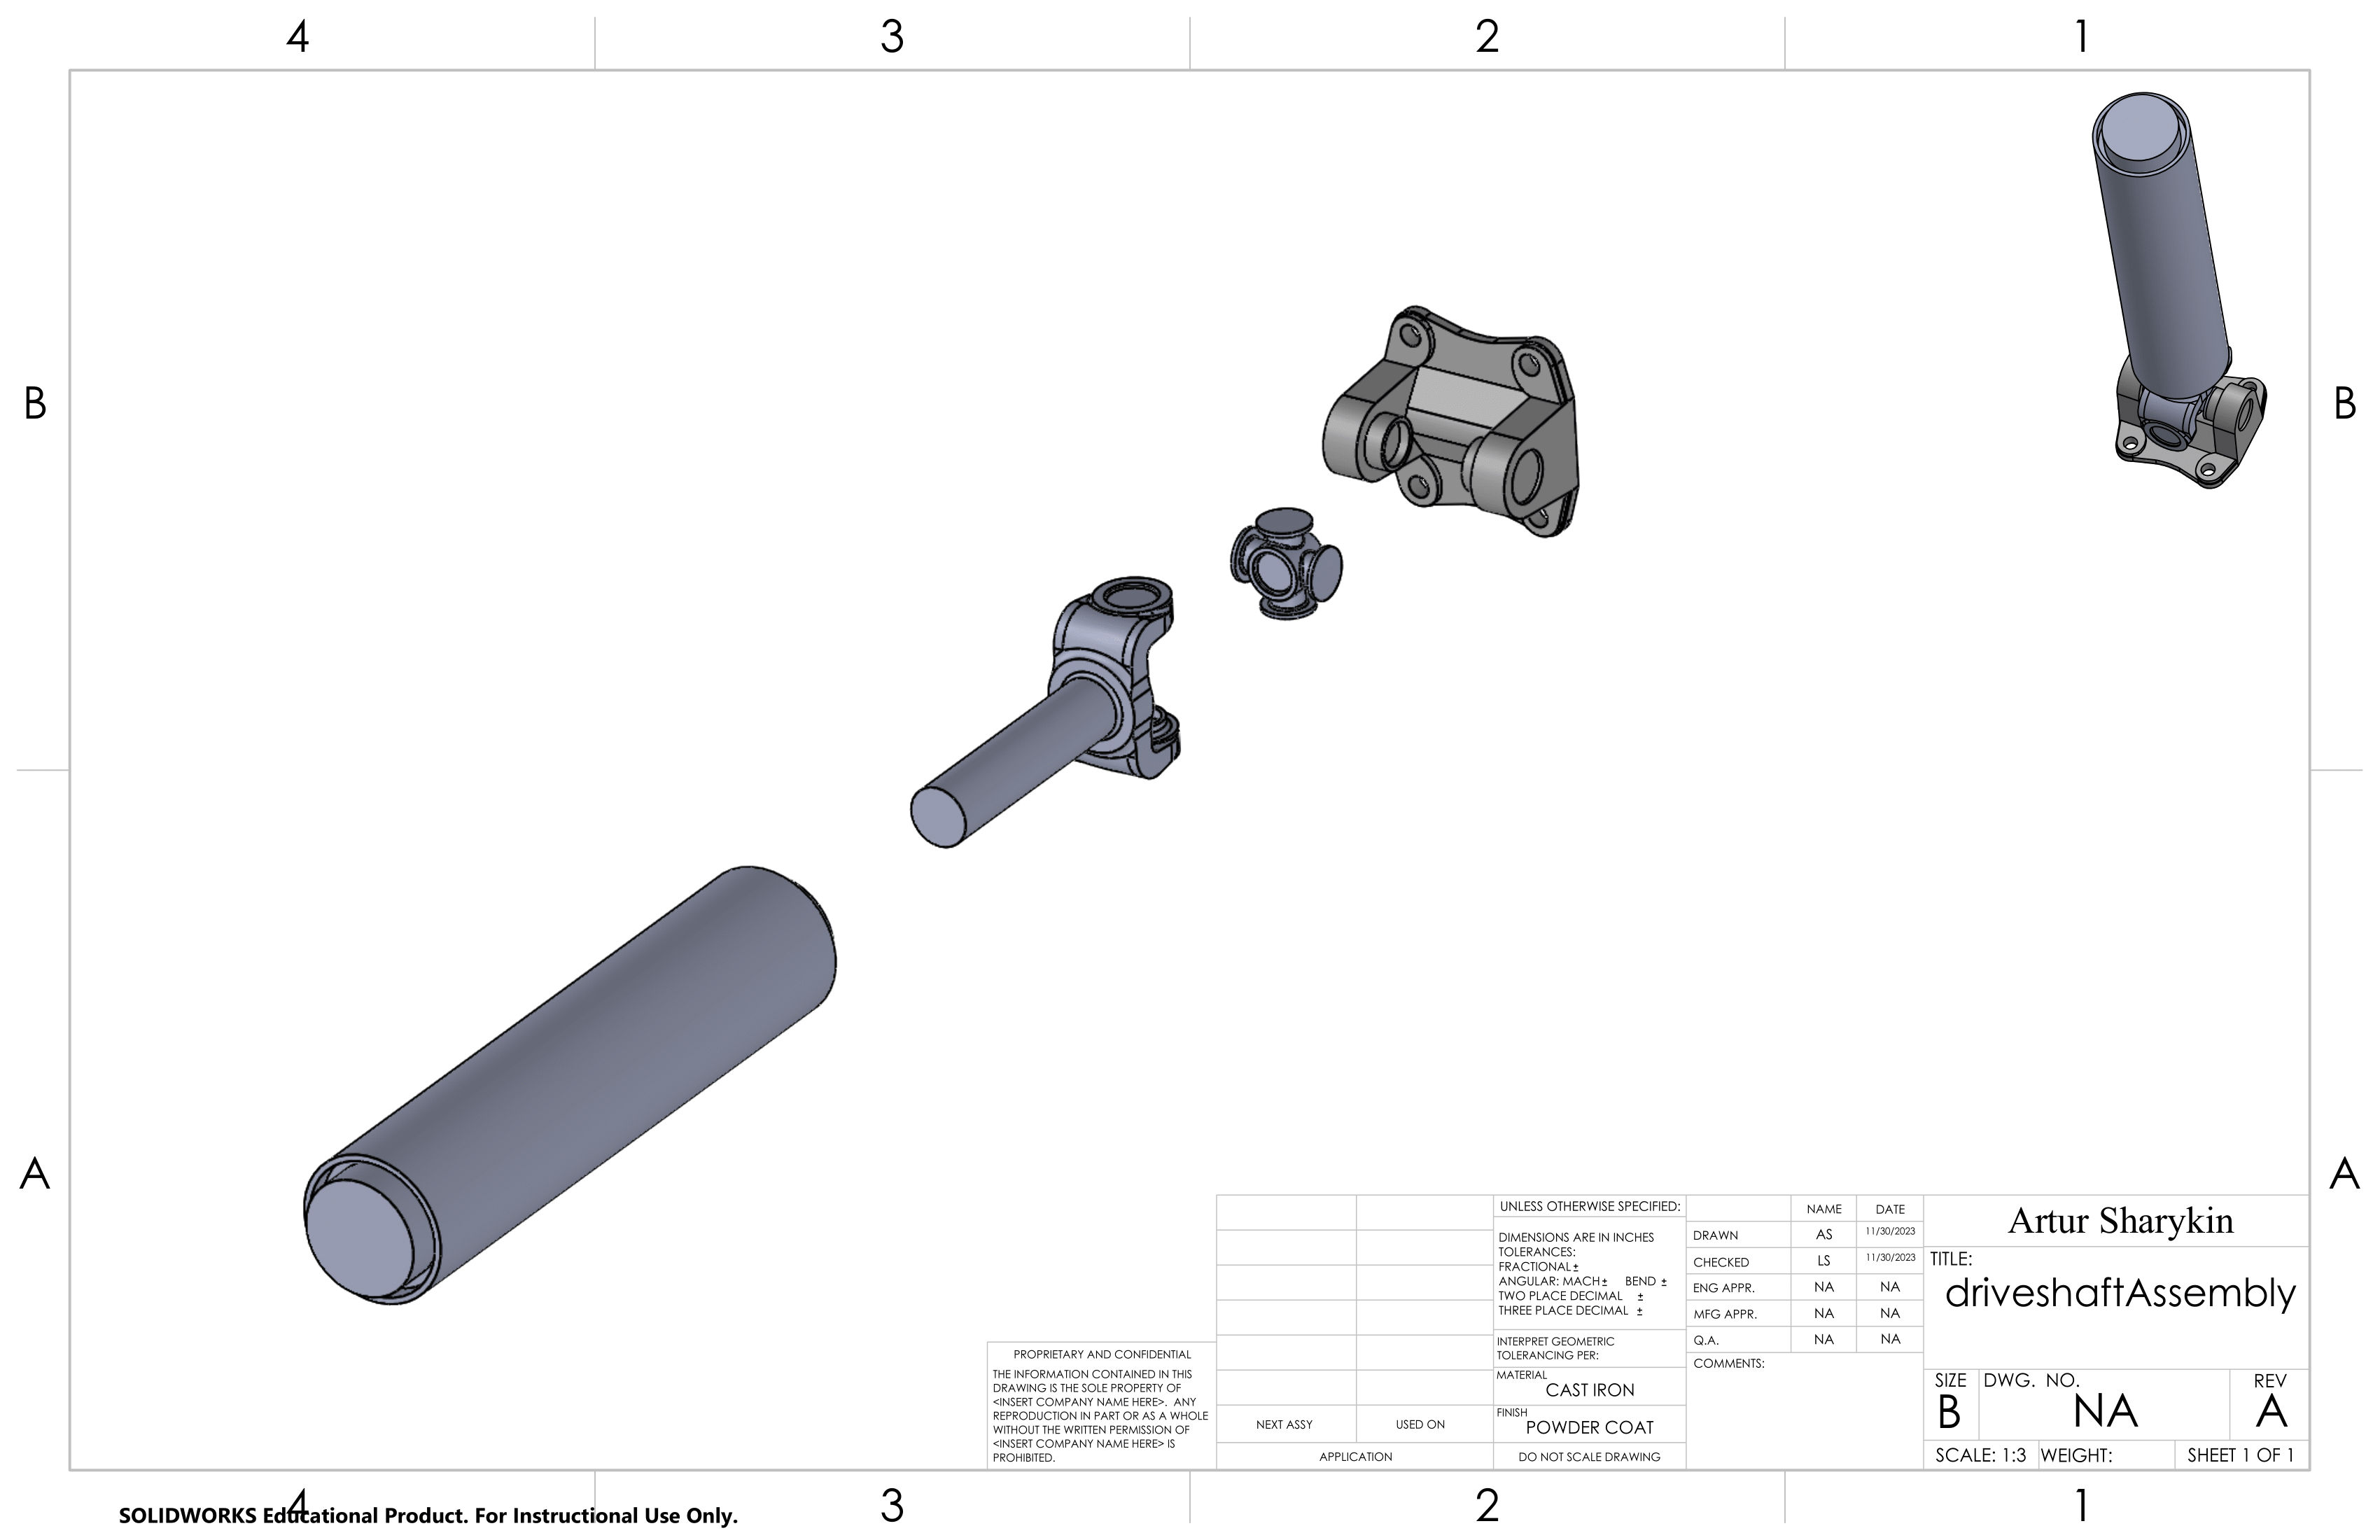 4 3 2 1
B B
A A
PROPRIETARY AND CONFIDENTIAL
THE INFORMATION CONTAINED IN THIS
DRAWING IS THE SOLE PROPERTY OF
<INSERT COMPANY NAME HERE>. ANY
REPRODUCTION IN PART OR AS A WHOLE
WITHOUT THE WRITTEN PERMISSION OF
<INSERT COMPANY NAME HERE> IS
PROHIBITED.
NEXT ASSY USED ON
APPLICATION
UNLESS OTHERWISE SPECIFIED:
DIMENSIONS ARE IN INCHES
TOLERANCES:
FRACTIONAL±
ANGULAR: MACH± BEND ±
TWO PLACE DECIMAL ±
THREE PLACE DECIMAL ±
INTERPRET GEOMETRIC
TOLERANCING PER:
MATERIAL
CAST IRON
FINISH
POWDER COAT
DO NOT SCALE DRAWING
NAME DATE
DRAWN AS 11/30/2023
CHECKED LS 11/30/2023
ENG APPR. NA NA
MFG APPR. NA NA
Q.A. NA NA
COMMENTS:
Artur Sharykin
TITLE:
driveshaftAssembly
SIZE DWG. NO. REV
B NA A
SCALE: 1:3 WEIGHT: SHEET 1 OF 1
4 3 2 1
SOLIDWORKS Educational Product. For Instructional Use Only.